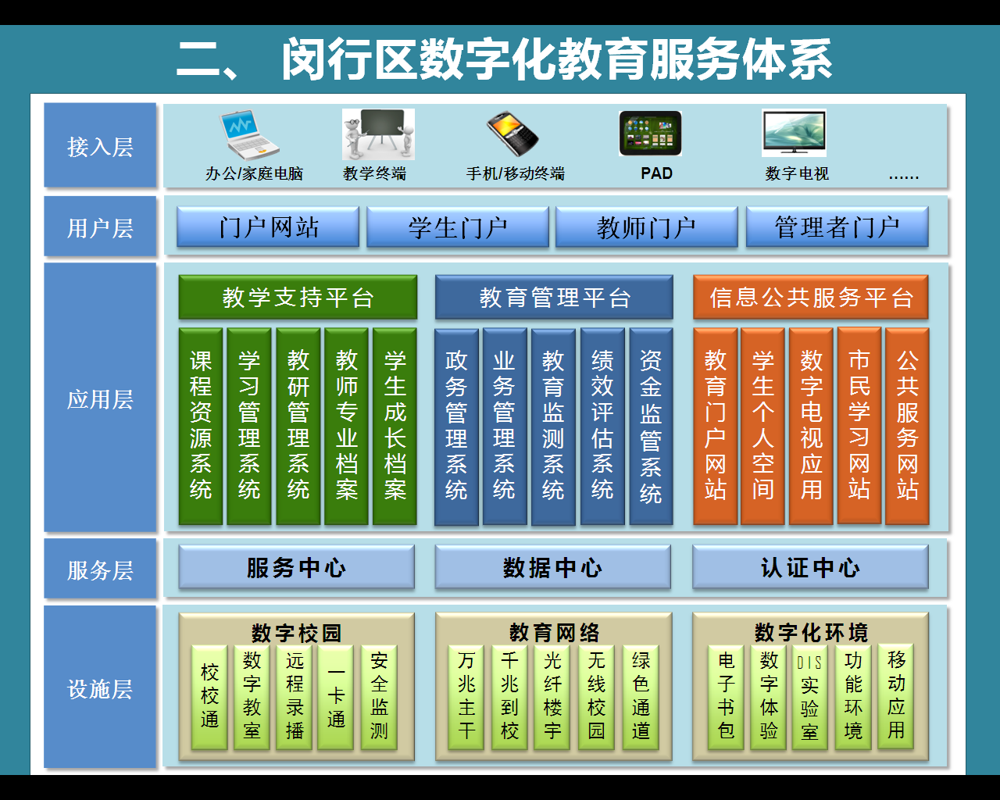 二、 闵行区数字化教育服务体系
接入层
办公/家庭电脑
教学终端
手机/移动终端
PAD
数字电视
……
用户层
门户网站
学生门户
教师门户
管理者门户
应用层
教学支持平台
课程资源系统
学习管理系统
教研管理系统
教师专业档案
学生成长档案
教育管理平台
政务管理系统
业务管理系统
教育监测系统
绩效评估系统
资金监管系统
信息公共服务平台
教育门户网站
学生个人空间
数字电视应用
市民学习网站
公共服务网站
服务层
服务中心
数据中心
认证中心
设施层
数字校园
校校通
数字教室
远程录播
一卡通
安全监测
教育网络
万兆主干
千兆到校
光纤楼宇
无线校园
绿色通道
数字化环境
电子书包
数字体验
DIS实验室
功能环境
移动应用